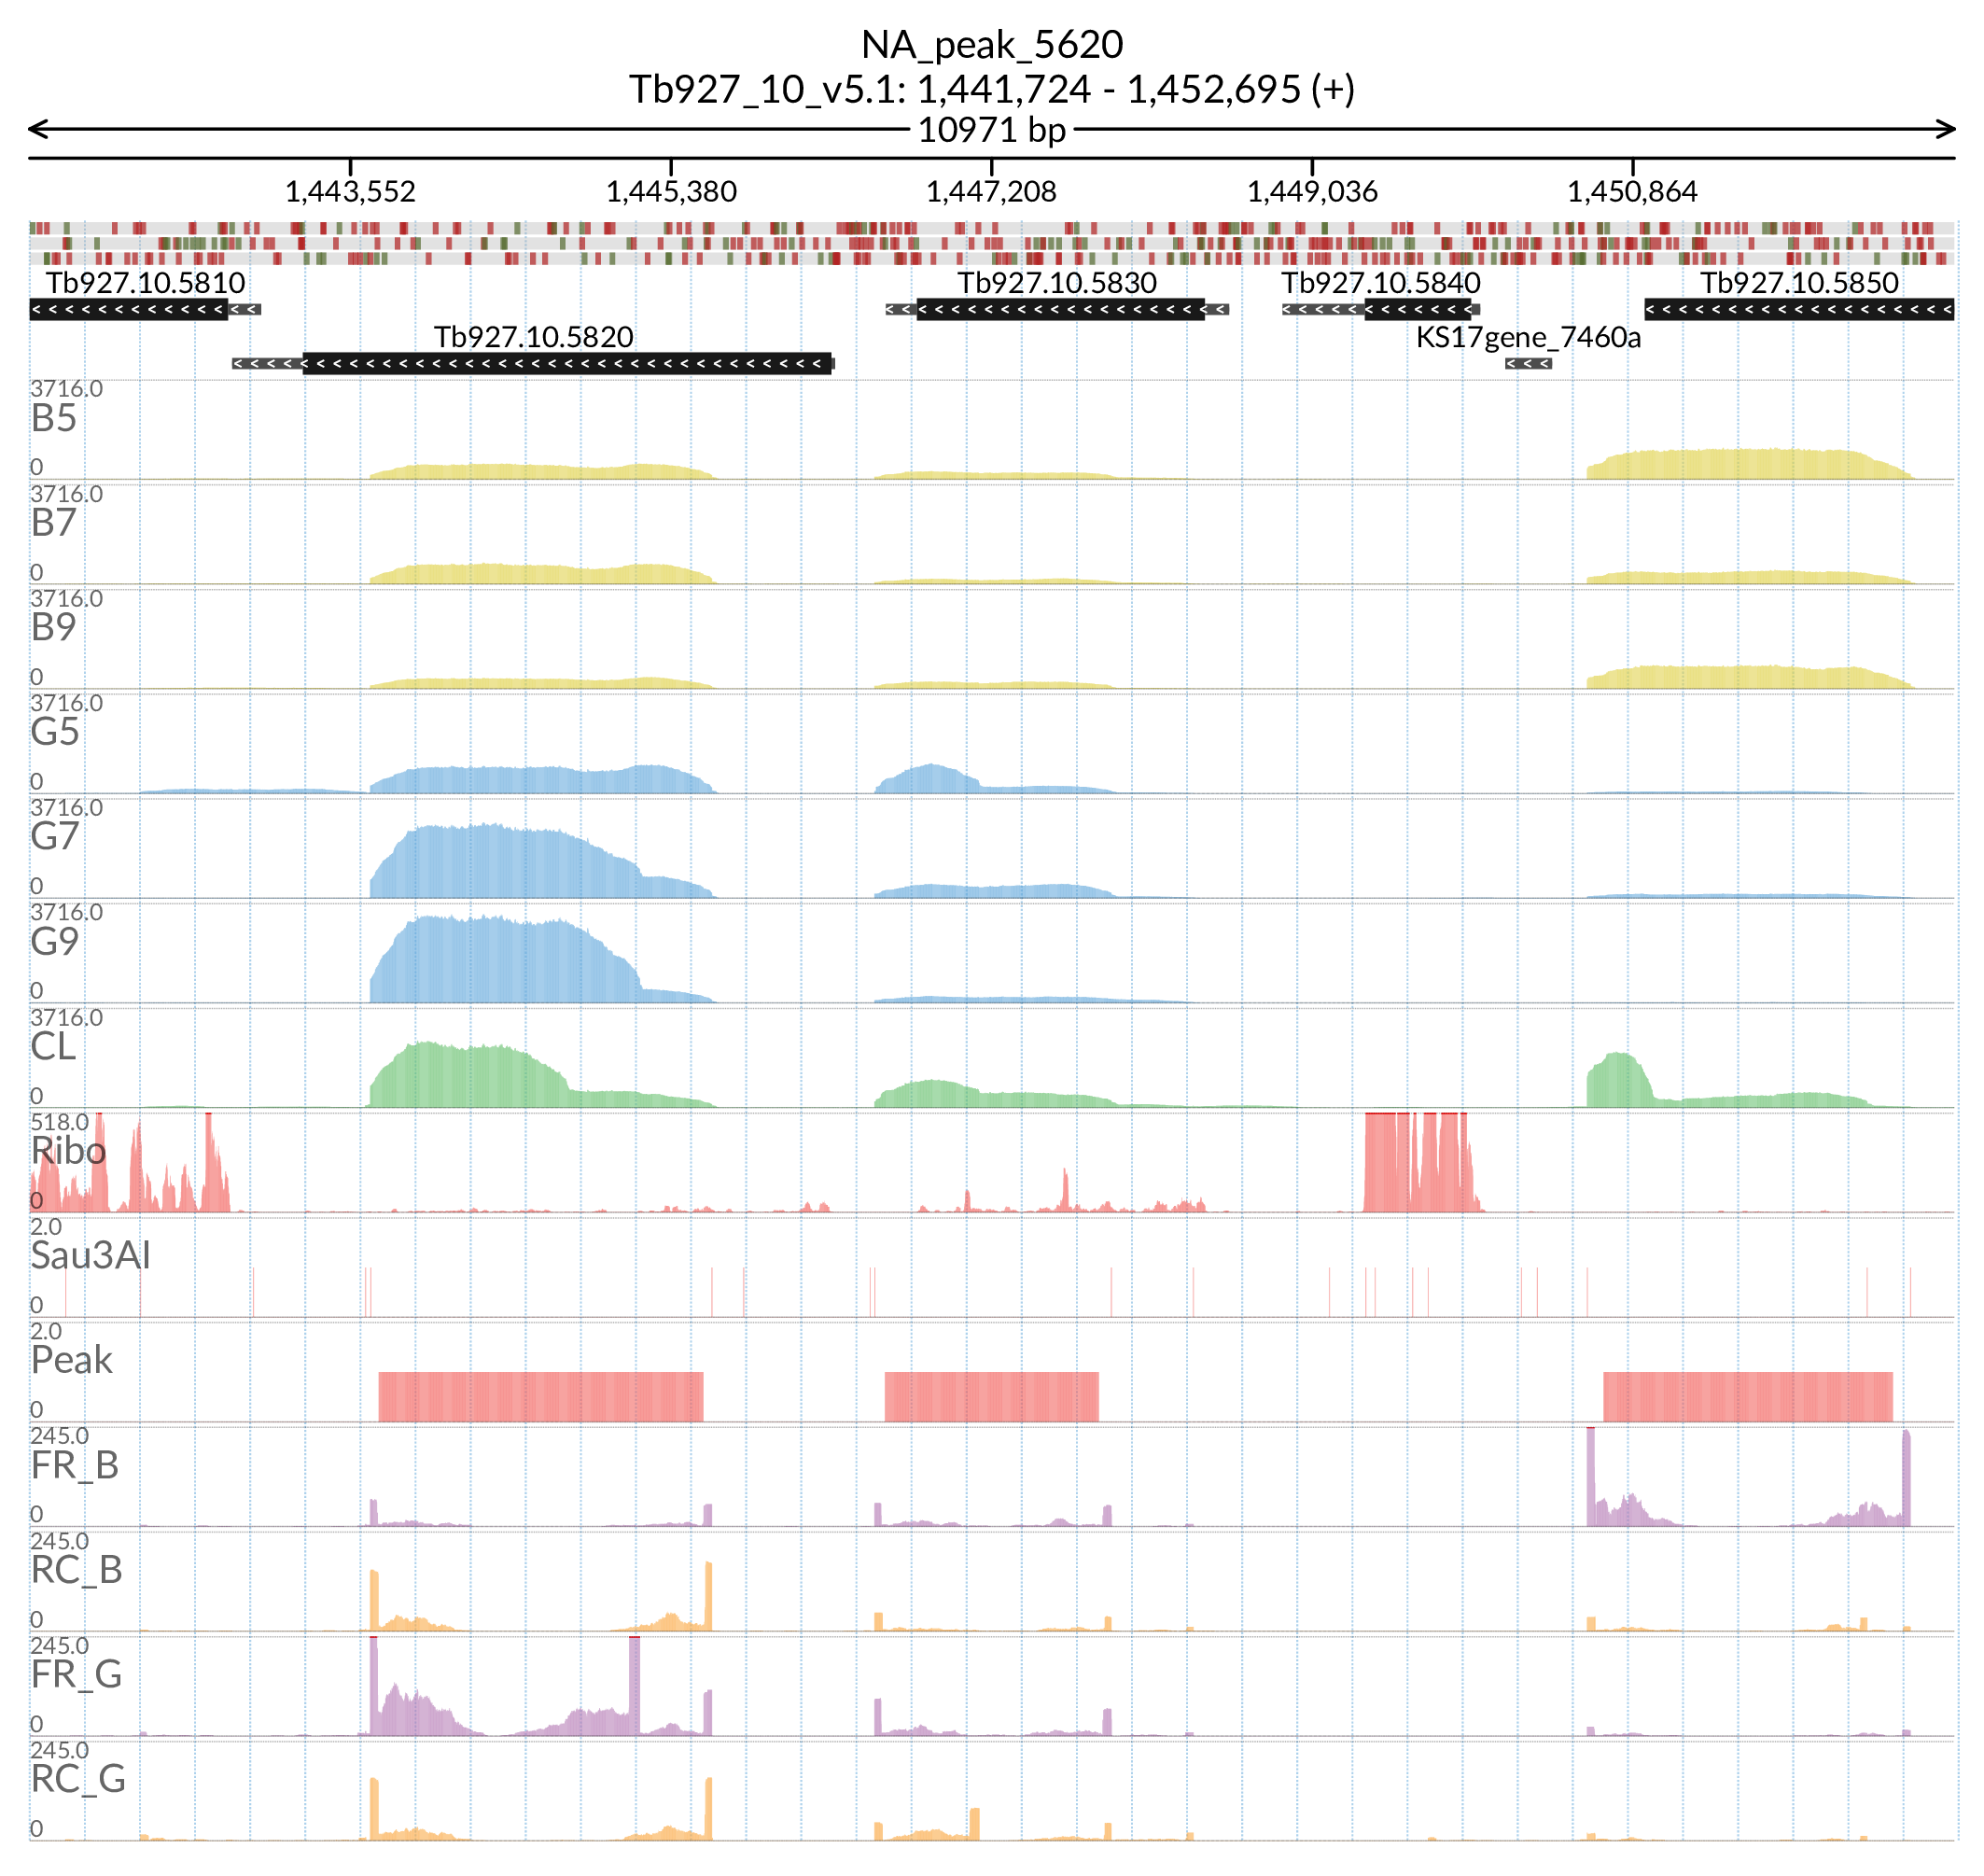 NA_peak_5620
Tb927_10_v5.1: 1,441,724 - 1,452,695 (+)
10971 bp
1,443,552 1,445,380 1,447,208 1,449,036 1,450,864
Tb927.10.5810 Tb927.10.5830 Tb927.10.5840 Tb927.10.5850
Tb927.10.5820 KS17gene_7460a
3716.0
B5
0
3716.0
B7
0
3716.0
B9
0
3716.0
G5
0
3716.0
G7
0
3716.0
G9
0
3716.0
CL
0
518.0
Ribo
0
2.0
Sau3AI
0
2.0
Peak
0
245.0
FR_B
0
245.0
RC_B
0
245.0
FR_G
0
245.0
RC_G
0